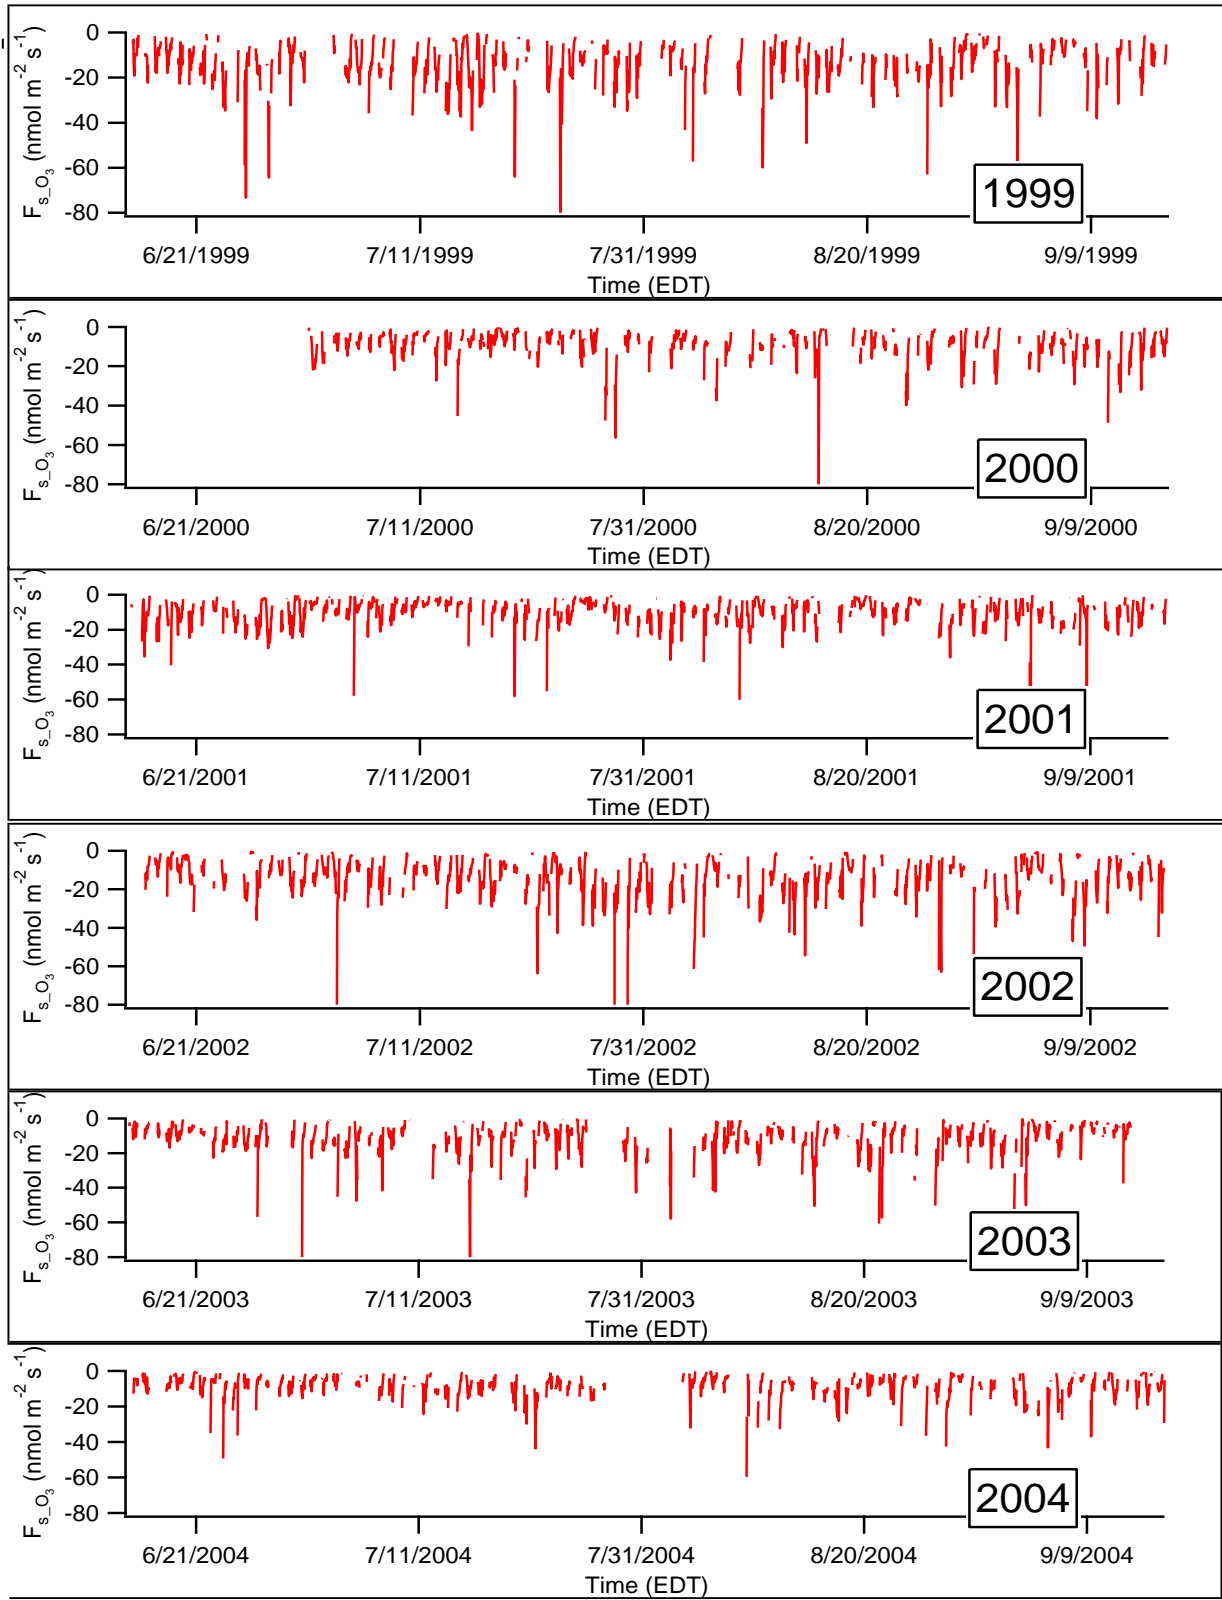 0
-20
-40
-60
-80
F_s_O3 (nmol m^-2 s^-1)
1999
6/21/1999 7/11/1999 7/31/1999 8/20/1999 9/9/1999
Time (EDT)
0
-20
-40
-60
-80
F_s_O3 (nmol m^-2 s^-1)
2000
6/21/2000 7/11/2000 7/31/2000 8/20/2000 9/9/2000
Time (EDT)
0
-20
-40
-60
-80
F_s_O3 (nmol m^-2 s^-1)
2001
6/21/2001 7/11/2001 7/31/2001 8/20/2001 9/9/2001
Time (EDT)
0
-20
-40
-60
-80
F_s_O3 (nmol m^-2 s^-1)
2002
6/21/2002 7/11/2002 7/31/2002 8/20/2002 9/9/2002
Time (EDT)
0
-20
-40
-60
-80
F_s_O3 (nmol m^-2 s^-1)
2003
6/21/2003 7/11/2003 7/31/2003 8/20/2003 9/9/2003
Time (EDT)
0
-20
-40
-60
-80
F_s_O3 (nmol m^-2 s^-1)
2004
6/21/2004 7/11/2004 7/31/2004 8/20/2004 9/9/2004
Time (EDT)